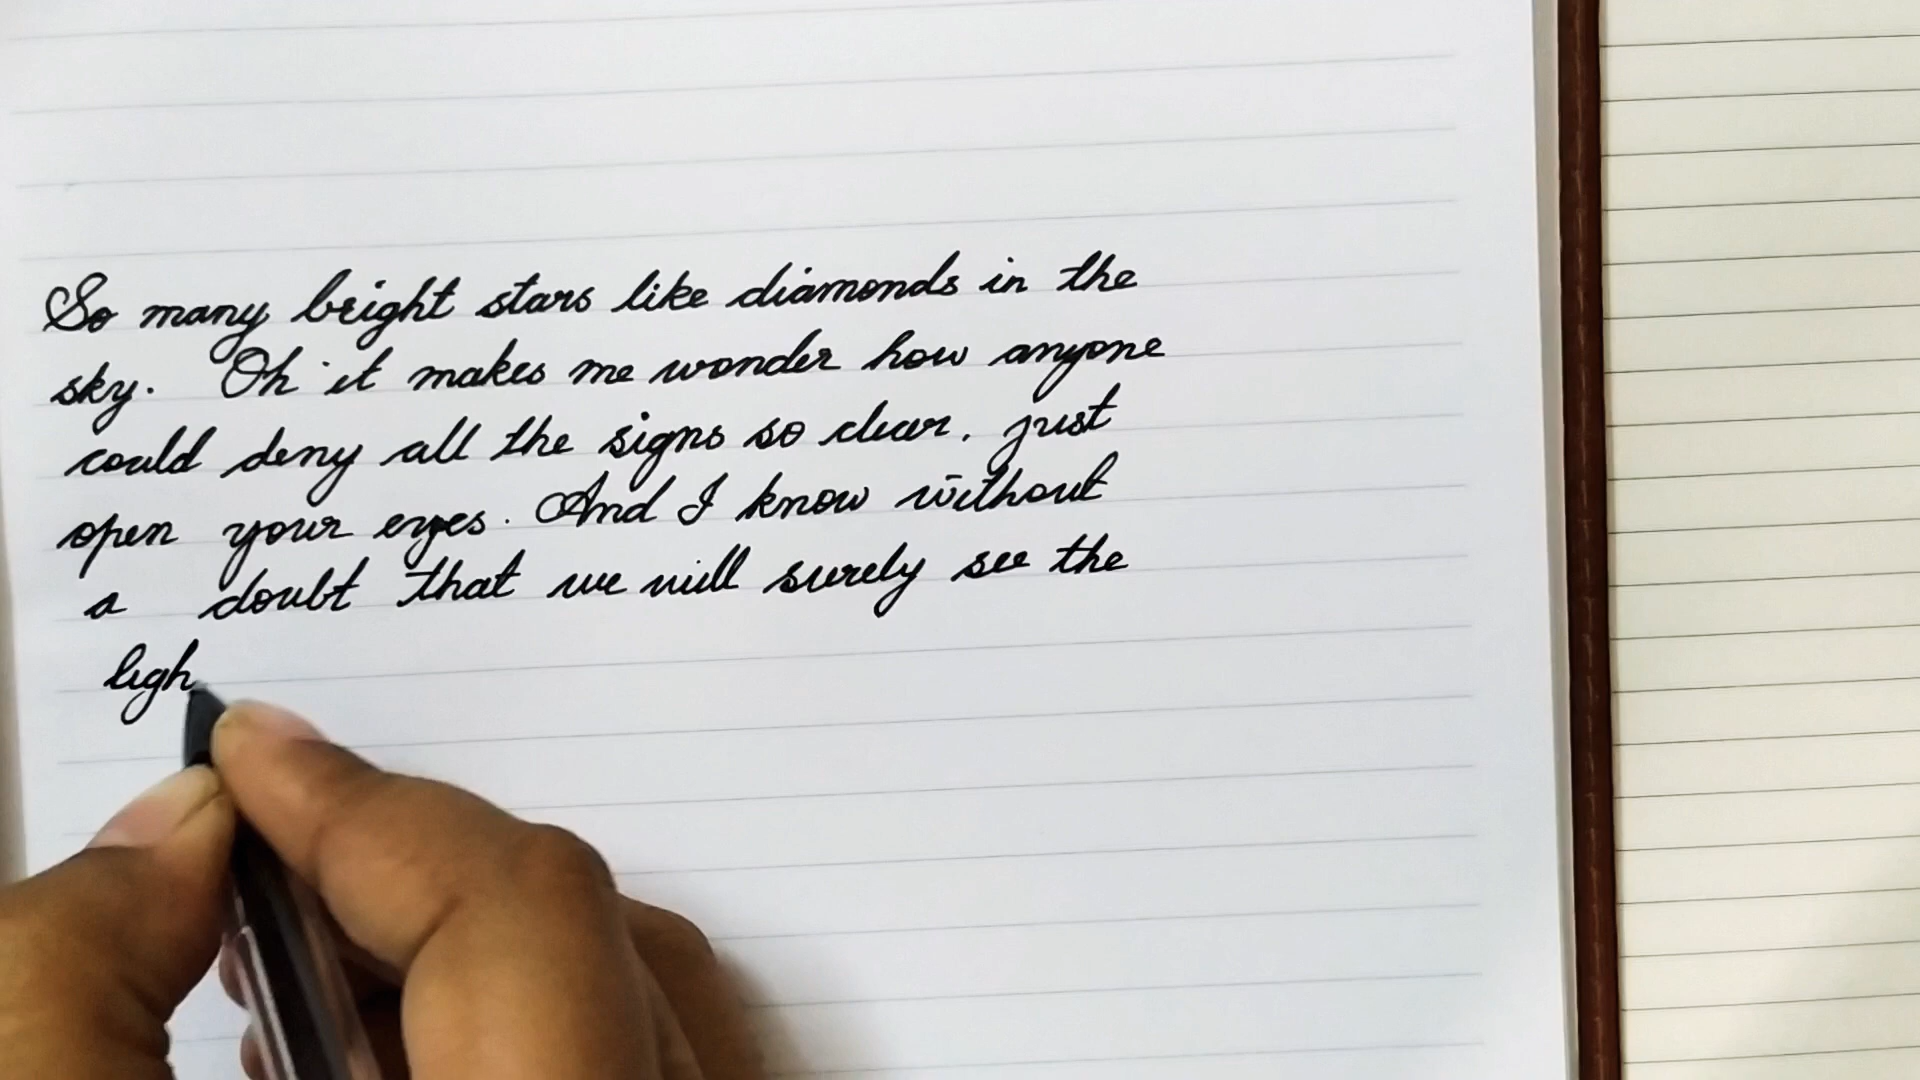 So many bright stars like diamonds in the
sky. Oh it makes me wonder how anyone
could deny all the signs so clear, just
open your eyes. And I know without
a doubt that we will surely see the
ligh